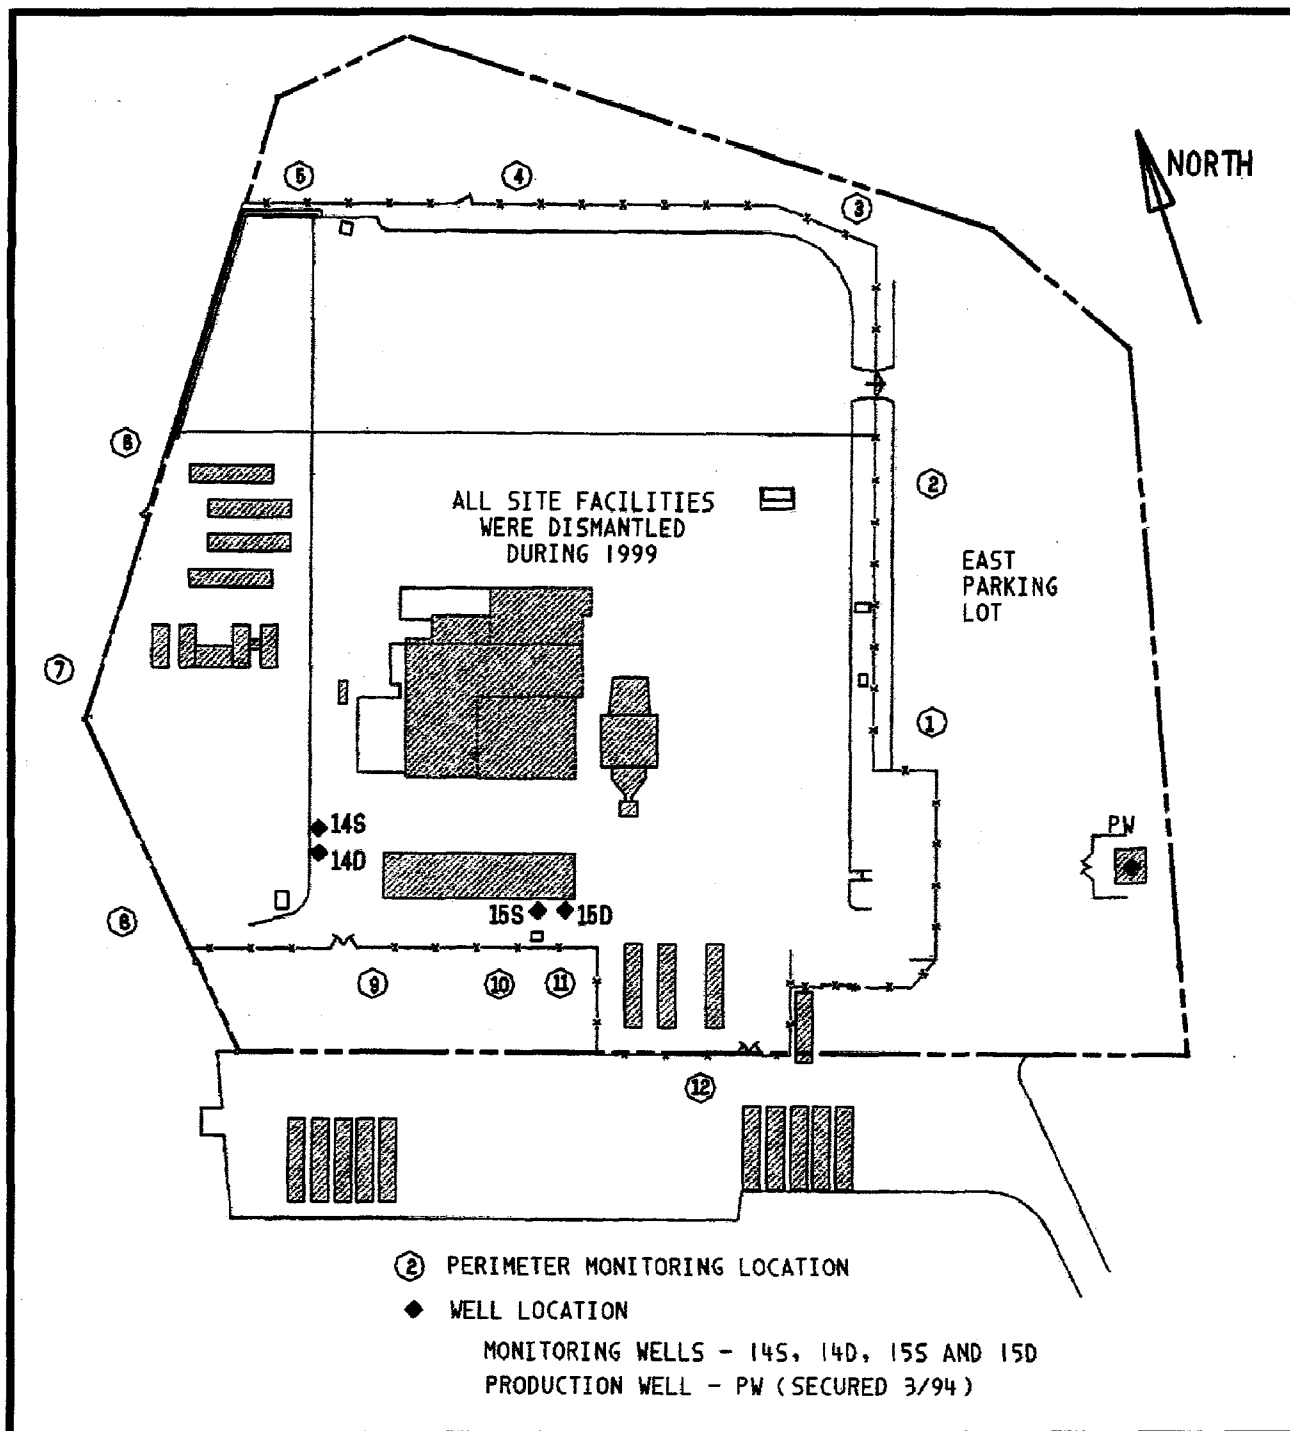 5
4
3
NORTH
6
2
ALL SITE FACILITIES
WERE DISMANTLED
DURING 1999
EAST
PARKING
LOT
7
1
14S
14D
PW
15S
15D
8
9
10
11
12
2 PERIMETER MONITORING LOCATION
WELL LOCATION
MONITORING WELLS - 14S, 14D, 15S AND 15D
PRODUCTION WELL - PW (SECURED 3/94)